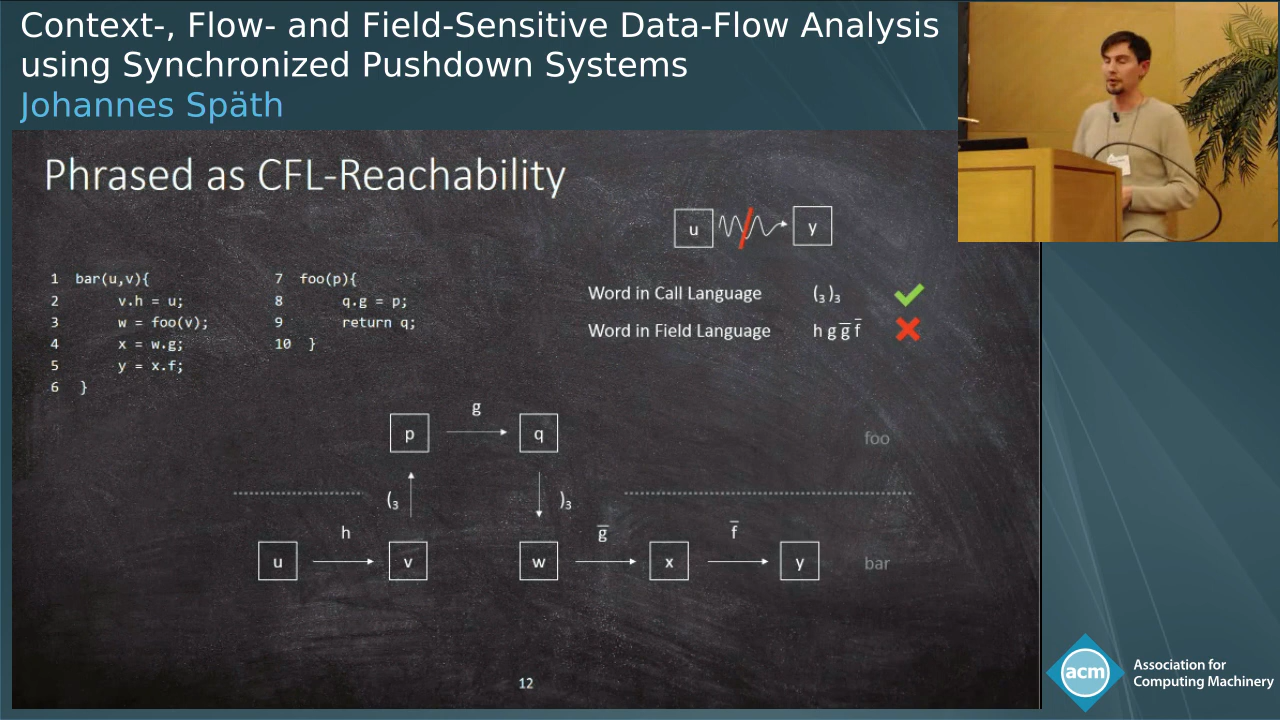 Context-, Flow- and Field-Sensitive Data-Flow Analysis
using Synchronized Pushdown Systems
Johannes Späth
Phrased as CFL-Reachability
u y
1 bar(u,v){
2 v.h = u;
3 w = foo(v);
4 x = w.g;
5 y = x.f;
6 }
7 foo(p){
8 q.g = p;
9 return q;
10 }
Word in Call Language (₃ )₃
Word in Field Language h g g̅ f̅
g
p q foo
(₃ )₃
h g̅ f̅
u v w x y bar
12
acm
Association for
Computing Machinery